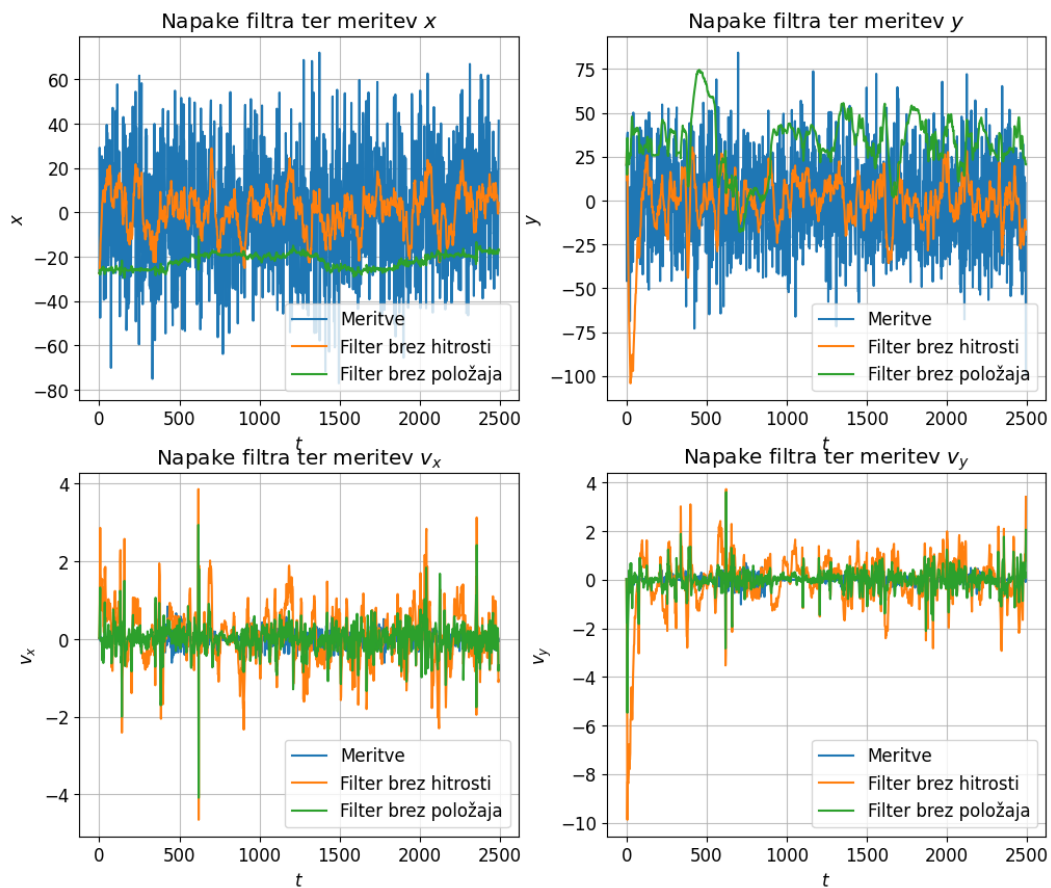 Napake filtra ter meritev x
60
40
20
0
−20
−40
−60
−80
x
0
500
1000
1500
2000
2500
t
Meritve
Filter brez hitrosti
Filter brez položaja
Napake filtra ter meritev y
75
50
25
0
−25
−50
−75
−100
y
0
500
1000
1500
2000
2500
t
Meritve
Filter brez hitrosti
Filter brez položaja
Napake filtra ter meritev vₓ
4
2
0
−2
−4
vₓ
0
500
1000
1500
2000
2500
t
Meritve
Filter brez hitrosti
Filter brez položaja
Napake filtra ter meritev v_y
4
2
0
−2
−4
−6
−8
−10
v_y
0
500
1000
1500
2000
2500
t
Meritve
Filter brez hitrosti
Filter brez položaja